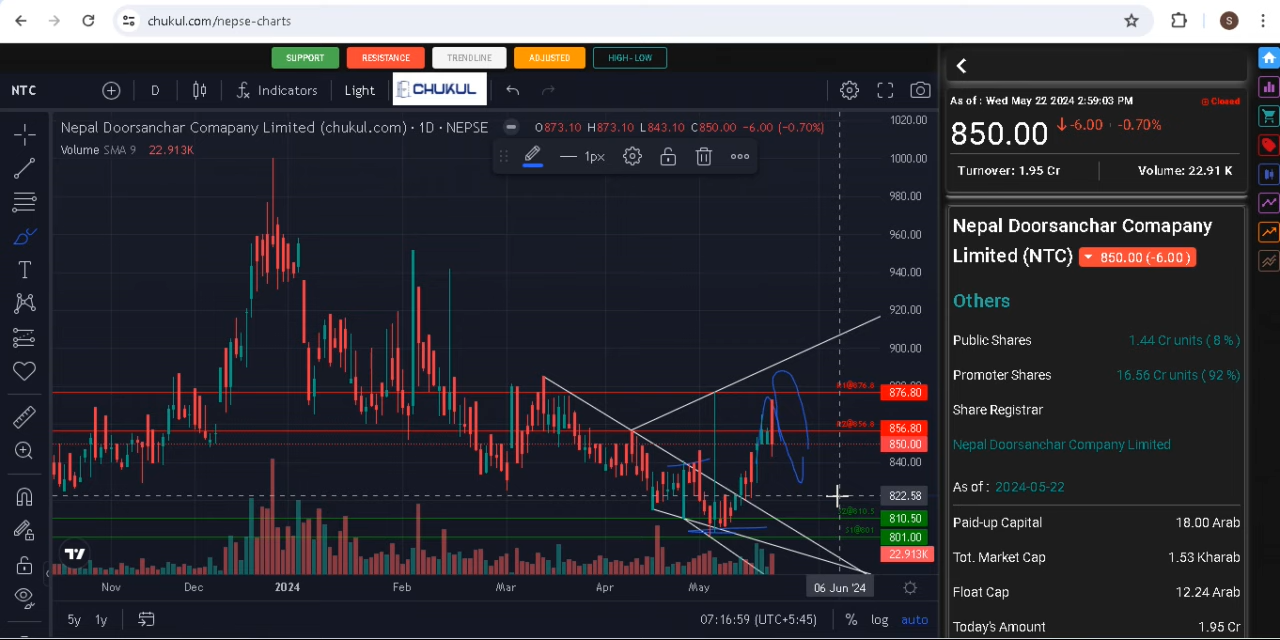 chukul.com/nepse-charts
S
SUPPORT RESISTANCE TRENDLINE ADJUSTED HIGH - LOW
NTC D Indicators Light CHUKUL
Nepal Doorsanchar Comapany Limited (chukul.com) · 1D · NEPSE O873.10 H873.10 L843.10 C850.00 -6.00 (-0.70%)
Volume SMA 9 22.913K
1px
1020.00
1000.00
980.00
960.00
940.00
920.00
900.00
R1@876.8 876.80
R2@856.8 856.80
850.00
840.00
822.58
S2@810.5 810.50
S1@801 801.00
22.913K
Nov Dec 2024 Feb Mar Apr May 06 Jun '24
5y 1y 07:16:59 (UTC+5:45) % log auto
As of : Wed May 22 2024 2:59:03 PM Closed
850.00 -6.00 · -0.70%
Turnover: 1.95 Cr Volume: 22.91 K
Nepal Doorsanchar Comapany
Limited (NTC) 850.00 (-6.00 )
Others
Public Shares 1.44 Cr units ( 8 % )
Promoter Shares 16.56 Cr units ( 92 % )
Share Registrar
Nepal Doorsanchar Company Limited
As of : 2024-05-22
Paid-up Capital 18.00 Arab
Tot. Market Cap 1.53 Kharab
Float Cap 12.24 Arab
Today's Amount 1.95 Cr